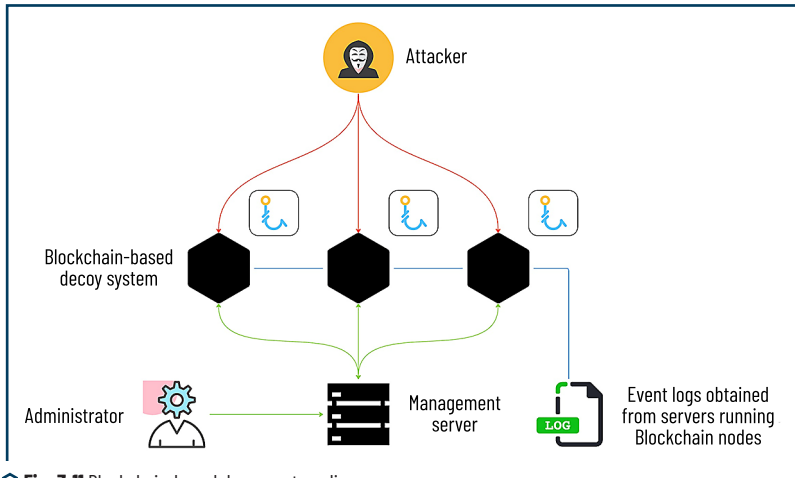 Attacker
Blockchain-based
decoy system
Administrator
Management
server
LOG
Event logs obtained
from servers running
Blockchain nodes